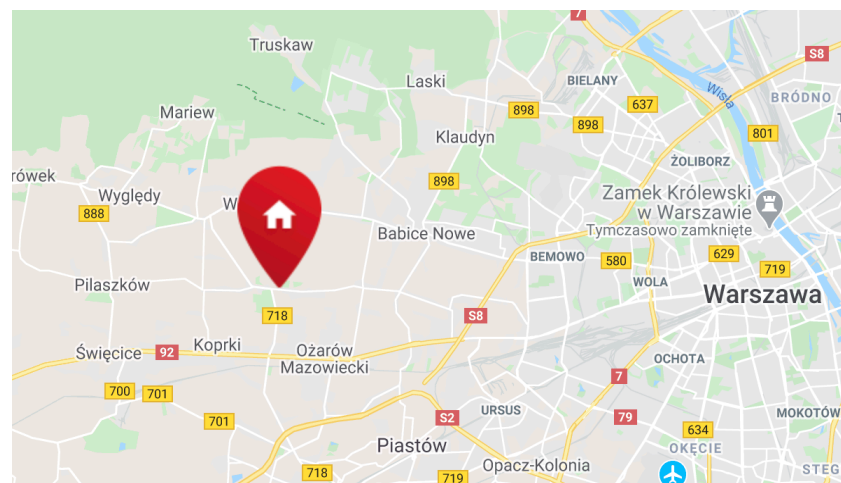 7
Truskaw
S8
Laski
BIELANY
Wisła
BRÓDNO
637
898
Mariew
898
801
Klaudyn
ŻOLIBORZ
rówek
898
Wyględy
Zamek Królewski
w Warszawie
Tymczasowo zamknięte
888
W
Babice Nowe
BEMOWO
580
629
719
Pilaszków
WOLA
Warszawa
718
S8
Koprki
Święcice
92
Ożarów
Mazowiecki
OCHOTA
7
700
701
URSUS
S2
79
MOKOTÓW
701
634
Piastów
OKĘCIE
718
719
Opacz-Kolonia
STEG